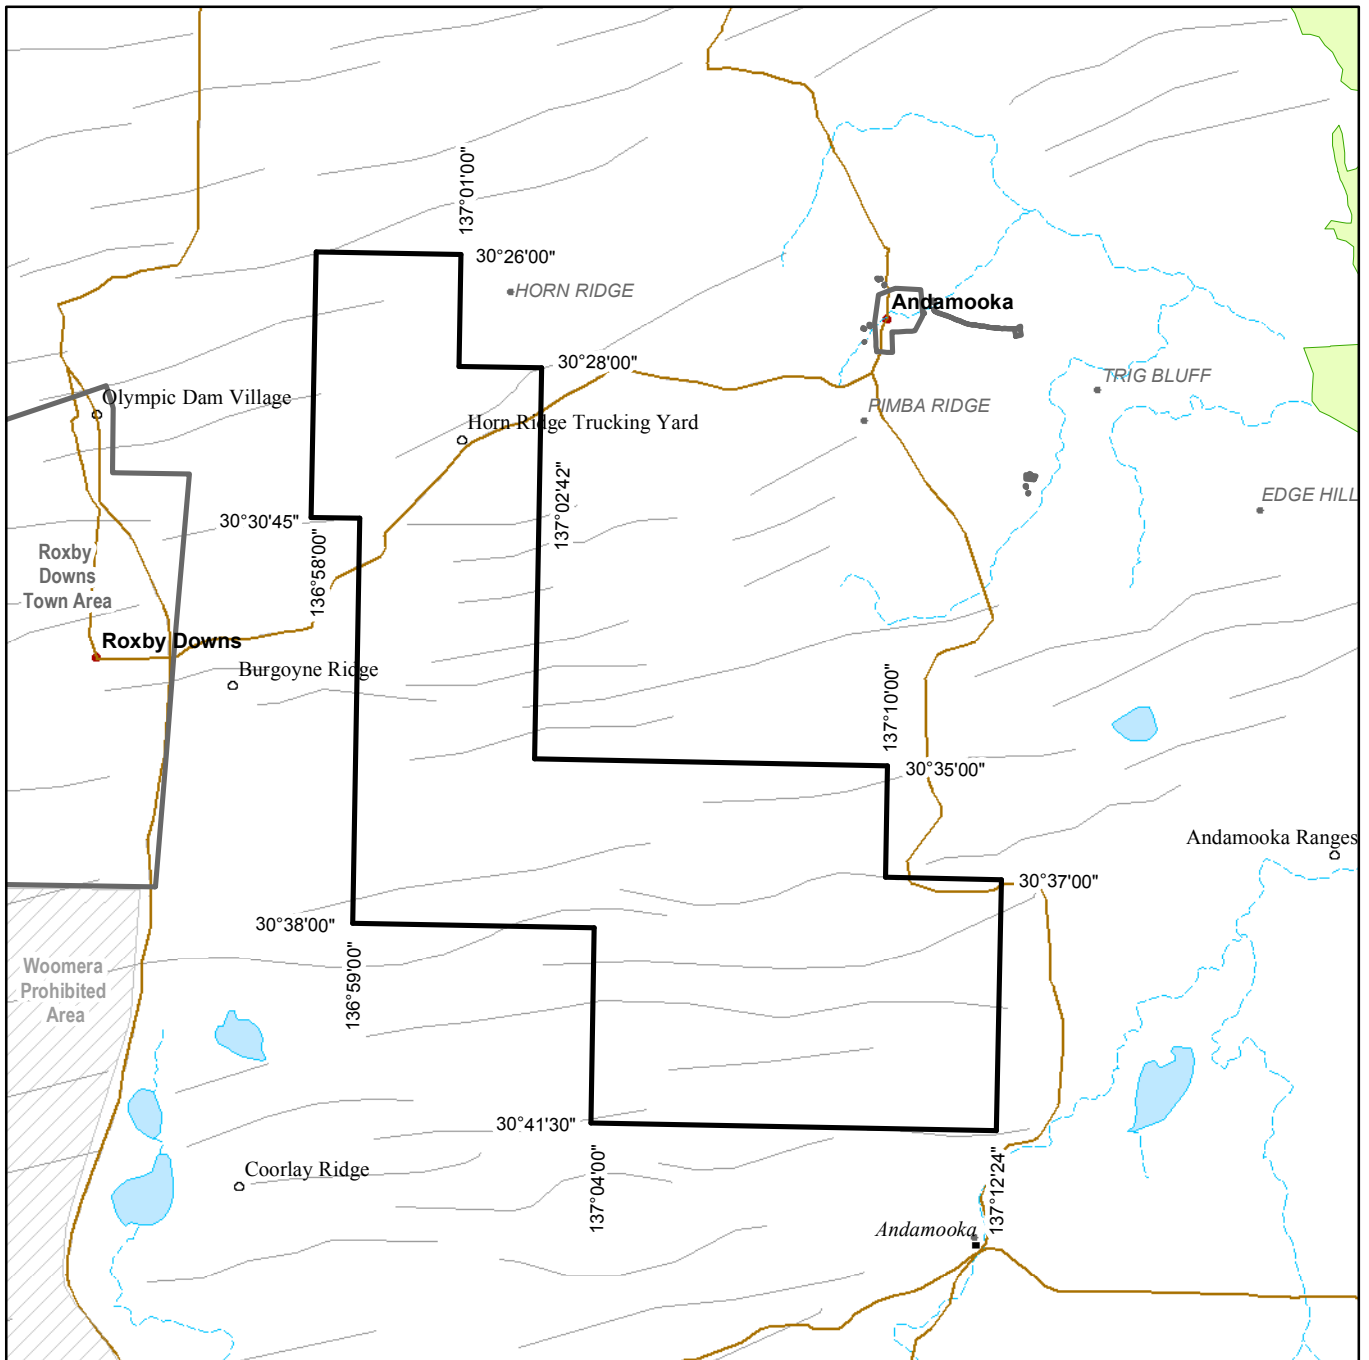 137°01'00"
30°26'00"
HORN RIDGE
Andamooka
30°28'00"
TRIG BLUFF
Olympic Dam Village
PIMBA RIDGE
Horn Ridge Trucking Yard
EDGE HILL
137°02'42"
30°30'45"
Roxby
Downs
Town Area
136°58'00"
Roxby Downs
Burgoyne Ridge
137°10'00"
30°35'00"
Andamooka Ranges
30°37'00"
30°38'00"
Woomera
Prohibited
Area
136°59'00"
30°41'30"
Coorlay Ridge
137°04'00"
137°12'24"
Andamooka